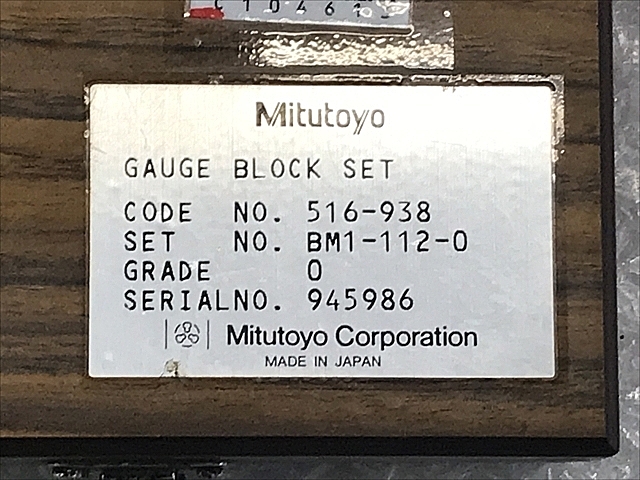 Mitutoyo
GAUGE BLOCK SET
CODE NO. 516-938
SET NO. BM1-112-0
GRADE 0
SERIALNO. 945986
Mitutoyo Corporation
MADE IN JAPAN